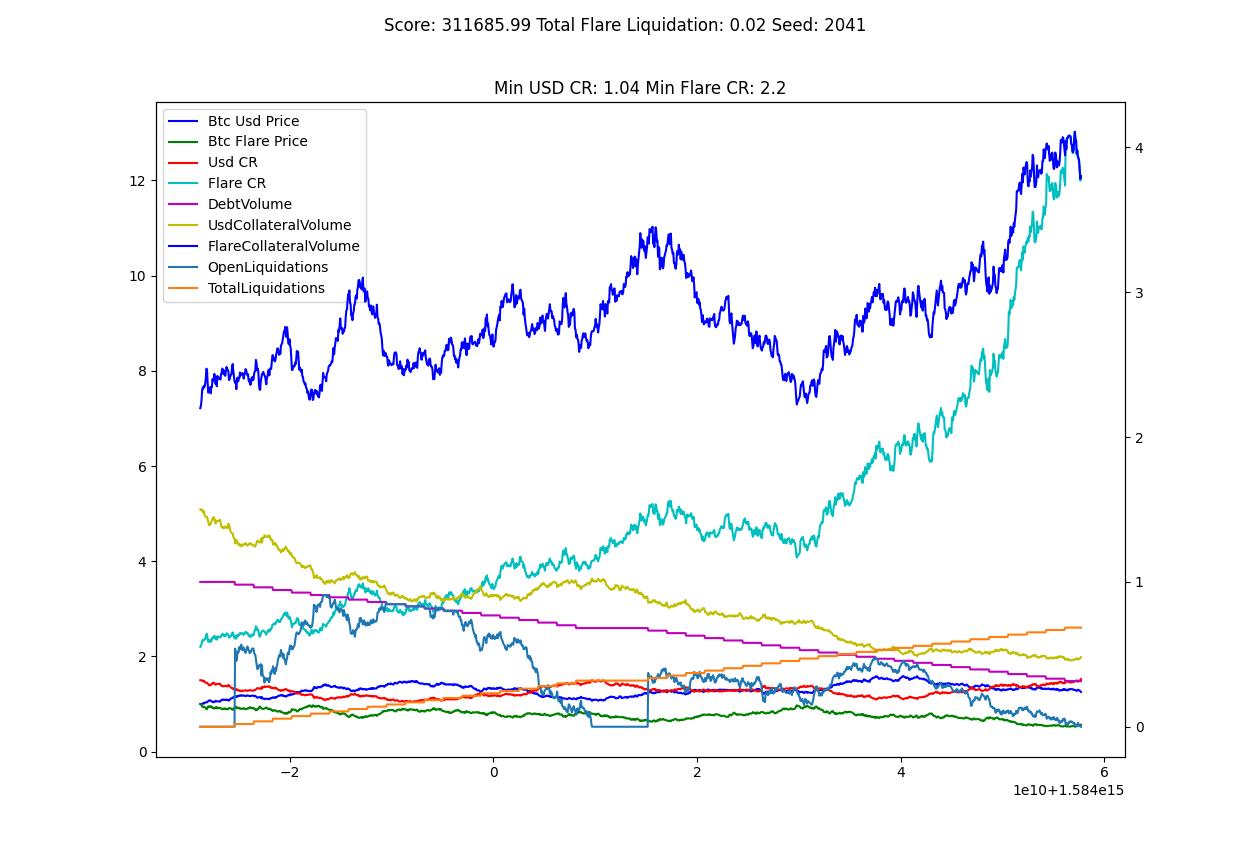 Score: 311685.99 Total Flare Liquidation: 0.02 Seed: 2041
Min USD CR: 1.04 Min Flare CR: 2.2
Btc Usd Price
Btc Flare Price
Usd CR
Flare CR
DebtVolume
UsdCollateralVolume
FlareCollateralVolume
OpenLiquidations
TotalLiquidations
12
10
8
6
4
2
0
4
3
2
1
0
−2 0 2 4 6
1e10+1.584e15